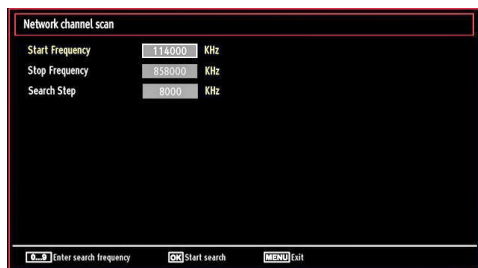 Network channel scan
Start Frequency 114000 KHz
Stop Frequency 858000 KHz
Search Step 8000 KHz
0...9 Enter search frequency OK Start search MENU Exit